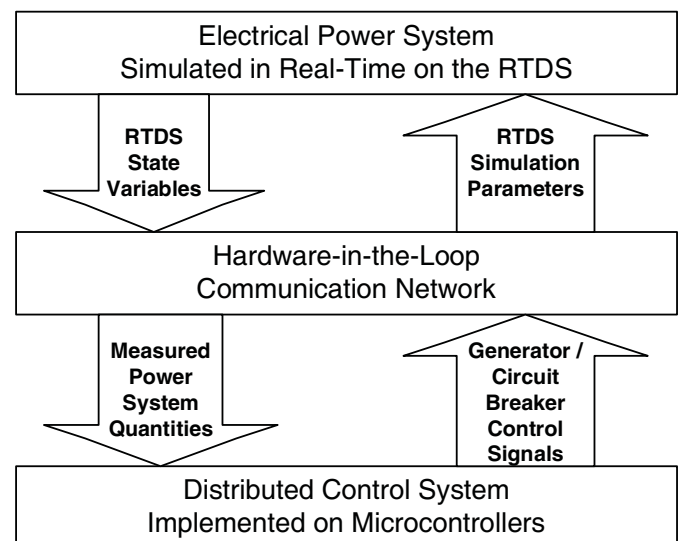 Electrical Power System
Simulated in Real-Time on the RTDS
RTDS
State
Variables
RTDS
Simulation
Parameters
Hardware-in-the-Loop
Communication Network
Measured
Power
System
Quantities
Generator /
Circuit
Breaker
Control
Signals
Distributed Control System
Implemented on Microcontrollers